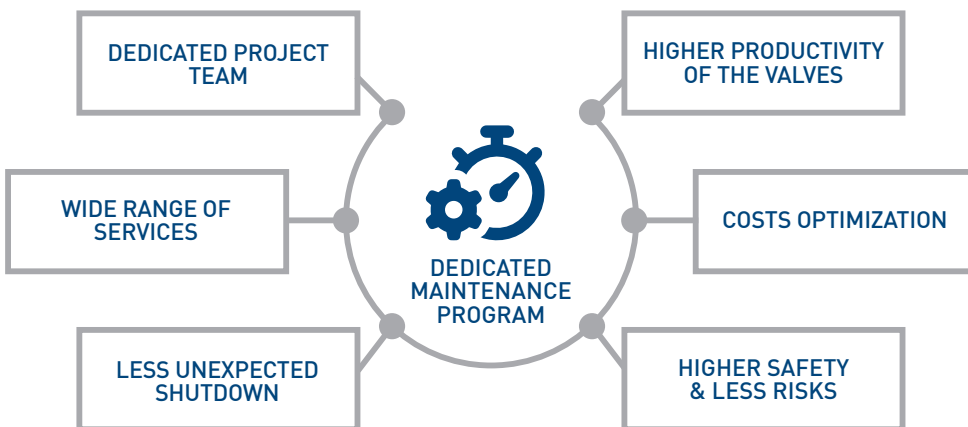 DEDICATED PROJECT
TEAM
HIGHER PRODUCTIVITY
OF THE VALVES
WIDE RANGE OF
SERVICES
COSTS OPTIMIZATION
DEDICATED
MAINTENANCE
PROGRAM
LESS UNEXPECTED
SHUTDOWN
HIGHER SAFETY
& LESS RISKS